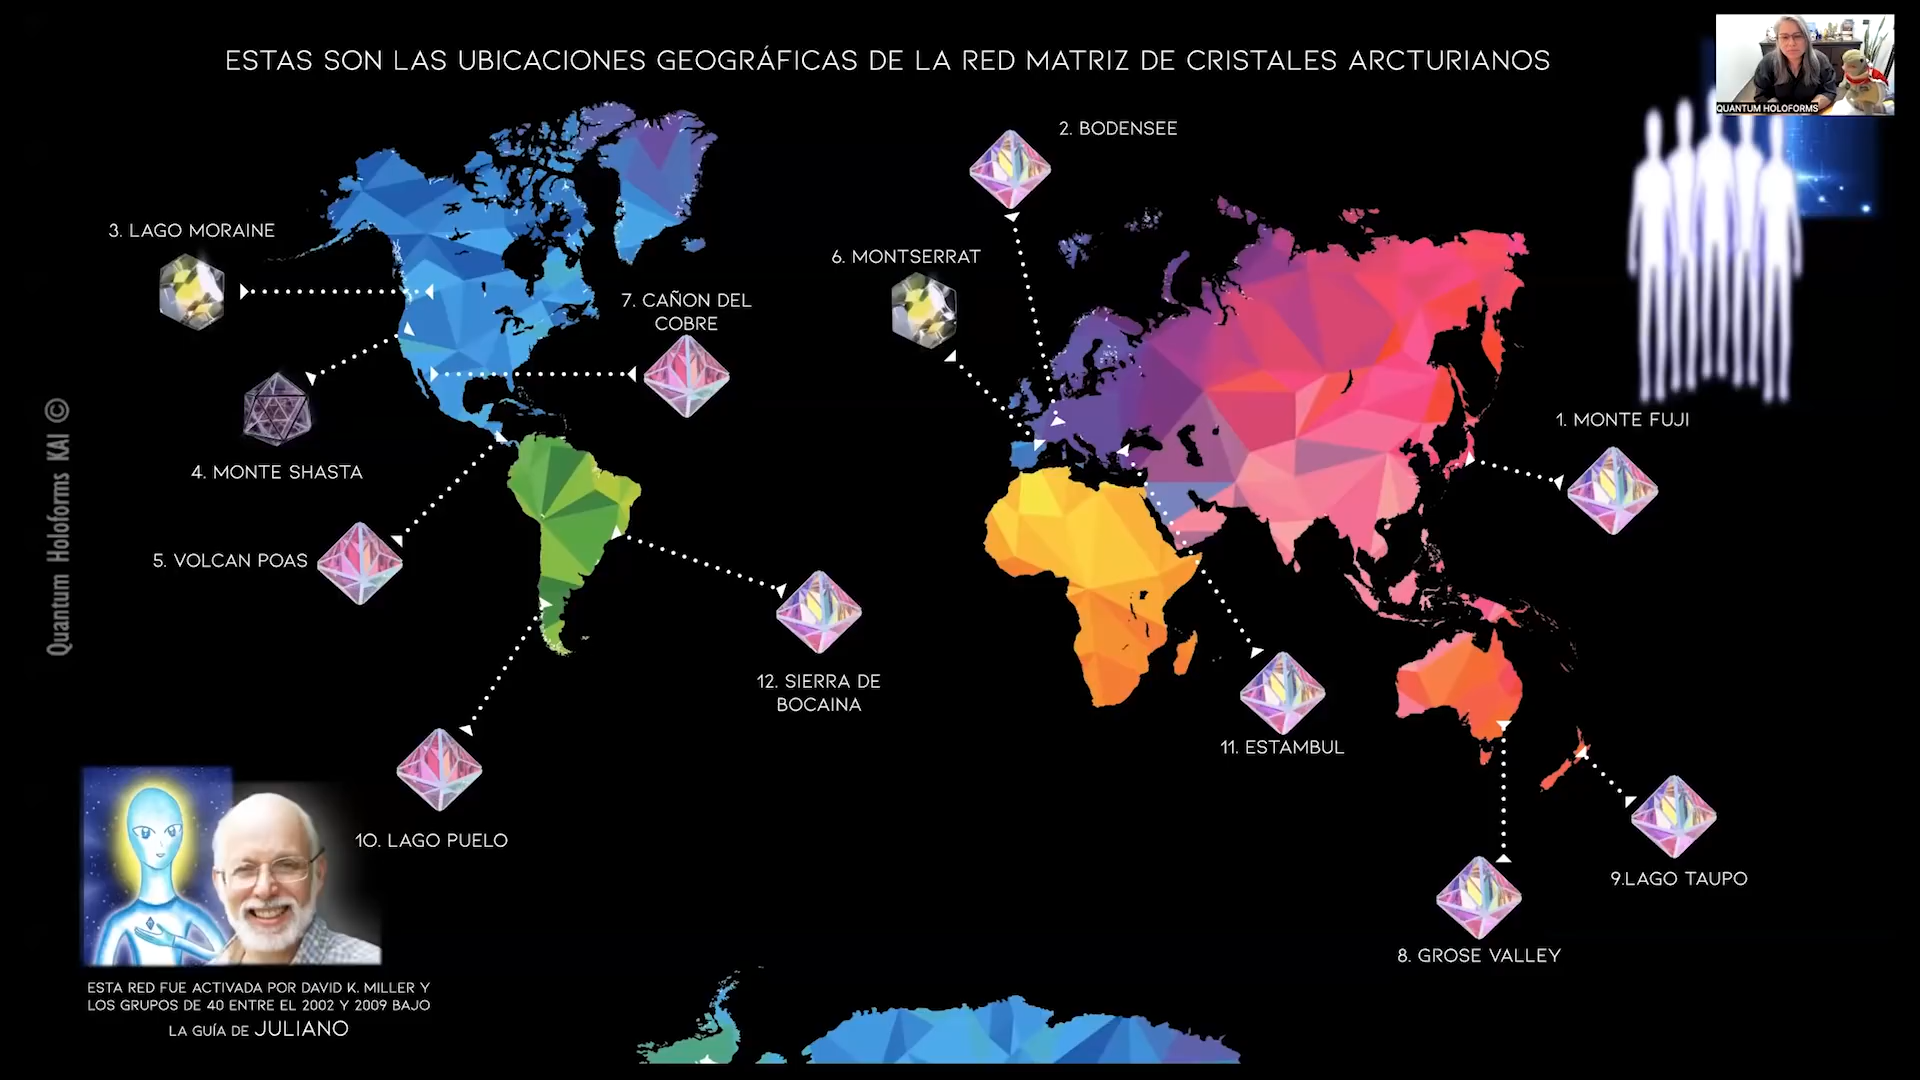 ESTAS SON LAS UBICACIONES GEOGRÁFICAS DE LA RED MATRIZ DE CRISTALES ARCTURIANOS
QUANTUM HOLOFORMS
2. BODENSEE
3. LAGO MORAINE
6. MONTSERRAT
7. CAÑON DEL
COBRE
1. MONTE FUJI
4. MONTE SHASTA
5. VOLCAN POAS
12. SIERRA DE
BOCAINA
11. ESTAMBUL
10. LAGO PUELO
9.LAGO TAUPO
8. GROSE VALLEY
Quantum Holoforms KAI ©
ESTA RED FUE ACTIVADA POR DAVID K. MILLER Y
LOS GRUPOS DE 40 ENTRE EL 2002 Y 2009 BAJO
LA GUÍA DE JULIANO